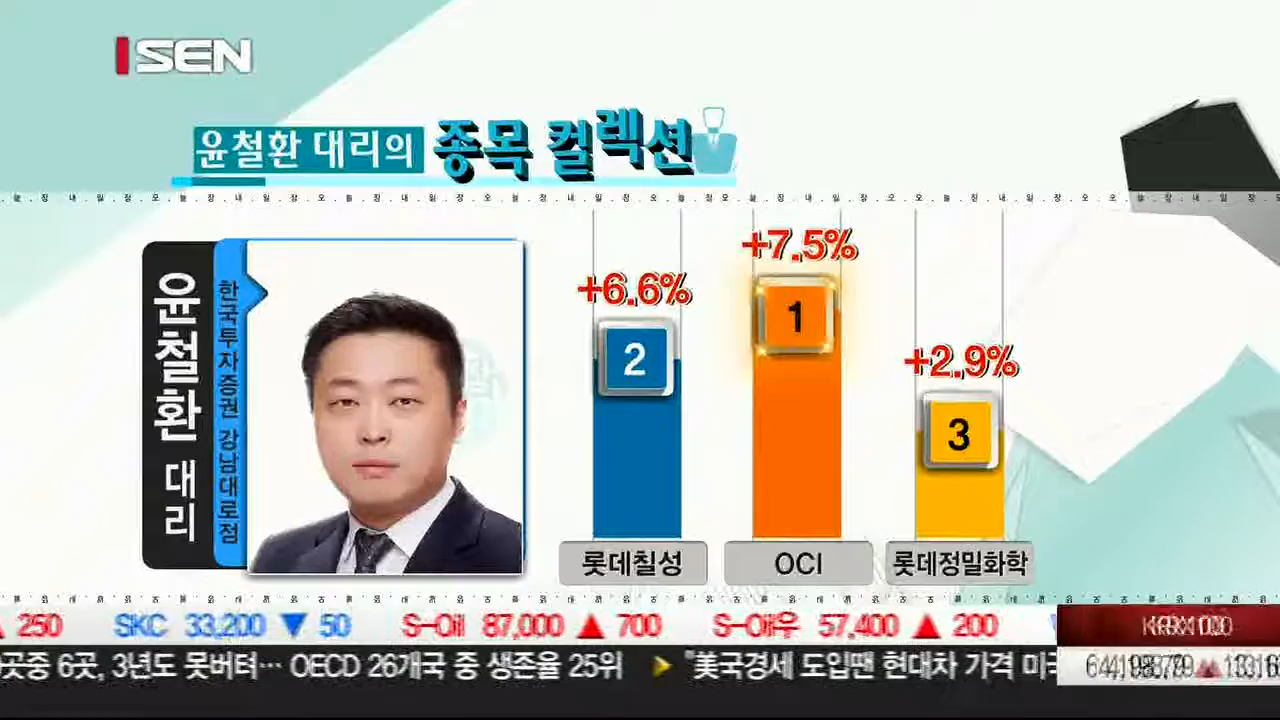 SEN
윤철환 대리의 종목 컬렉션
윤철환 대리
한국투자증권 강남대로점
+6.6%
+7.5%
+2.9%
2
1
3
롯데칠성
OCI
롯데정밀화학
250 SKC 33,200 ▼ 50 S-Oil 87,000 ▲ 700 S-Oil우 57,400 ▲ 200
6곳, 3년도 못버텨… OECD 26개국 중 생존율 25위 ▶ "美국경세 도입땐 현대차 가격